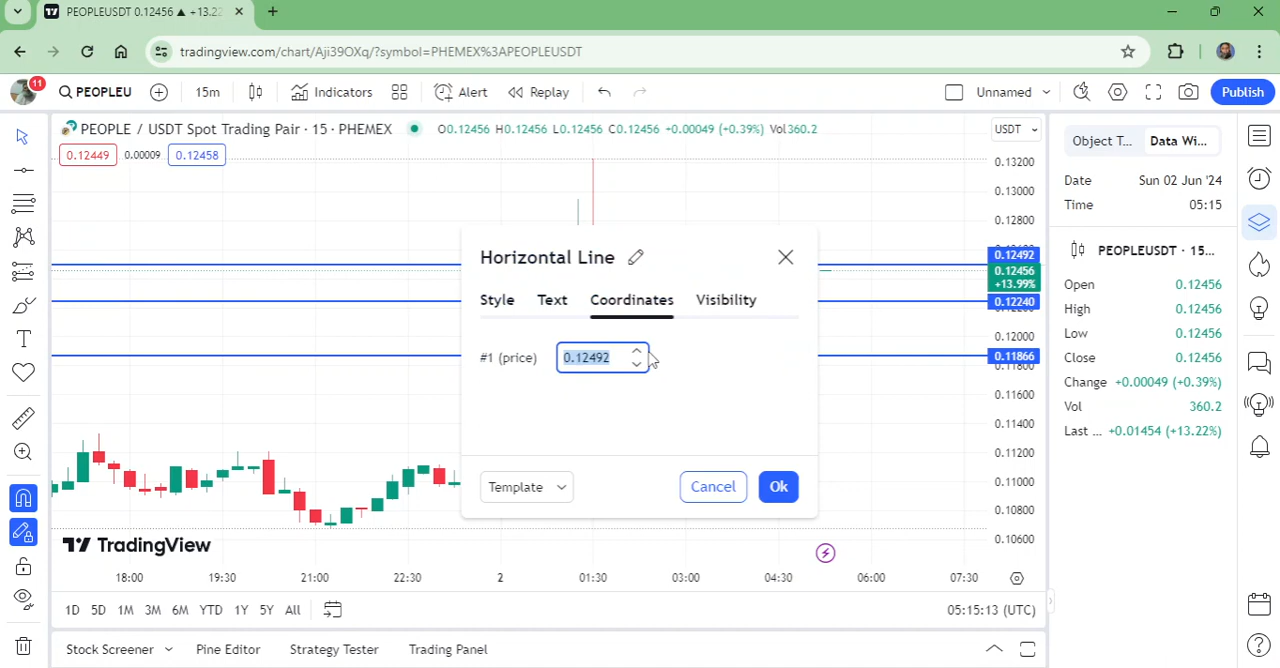 PEOPLEUSDT 0.12456 ▲ +13.22
tradingview.com/chart/Aji39OXq/?symbol=PHEMEX%3APEOPLEUSDT
11
PEOPLEU
15m
Indicators
Alert
Replay
Unnamed
Publish
PEOPLE / USDT Spot Trading Pair · 15 · PHEMEX
O0.12456 H0.12456 L0.12456 C0.12456 +0.00049 (+0.39%) Vol360.2
USDT
0.12449
0.00009
0.12458
0.13200
0.13000
0.12800
0.12492
0.12456
+13.99%
0.12240
0.12000
0.11866
0.11800
0.11600
0.11400
0.11200
0.11000
0.10800
0.10600
Horizontal Line
Style
Text
Coordinates
Visibility
#1 (price)
0.12492
Template
Cancel
Ok
TradingView
18:00
19:30
21:00
22:30
2
01:30
03:00
04:30
06:00
07:30
1D
5D
1M
3M
6M
YTD
1Y
5Y
All
05:15:13 (UTC)
Stock Screener
Pine Editor
Strategy Tester
Trading Panel
Object T...
Data Wi...
Date Sun 02 Jun '24
Time 05:15
PEOPLEUSDT · 15...
Open 0.12456
High 0.12456
Low 0.12456
Close 0.12456
Change +0.00049 (+0.39%)
Vol 360.2
Last ... +0.01454 (+13.22%)